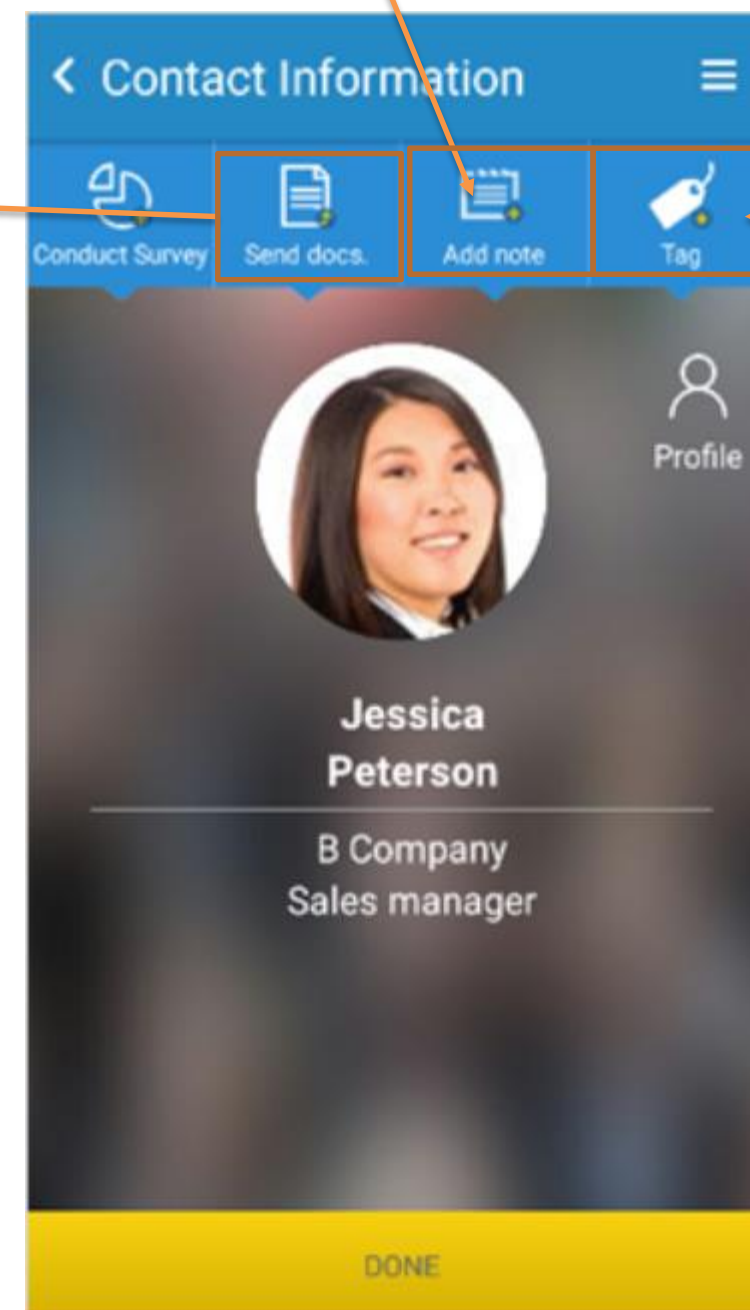 Contact Information
Conduct Survey
Send docs.
Add note
Tag
Profile
Jessica
Peterson
B Company
Sales manager
DONE